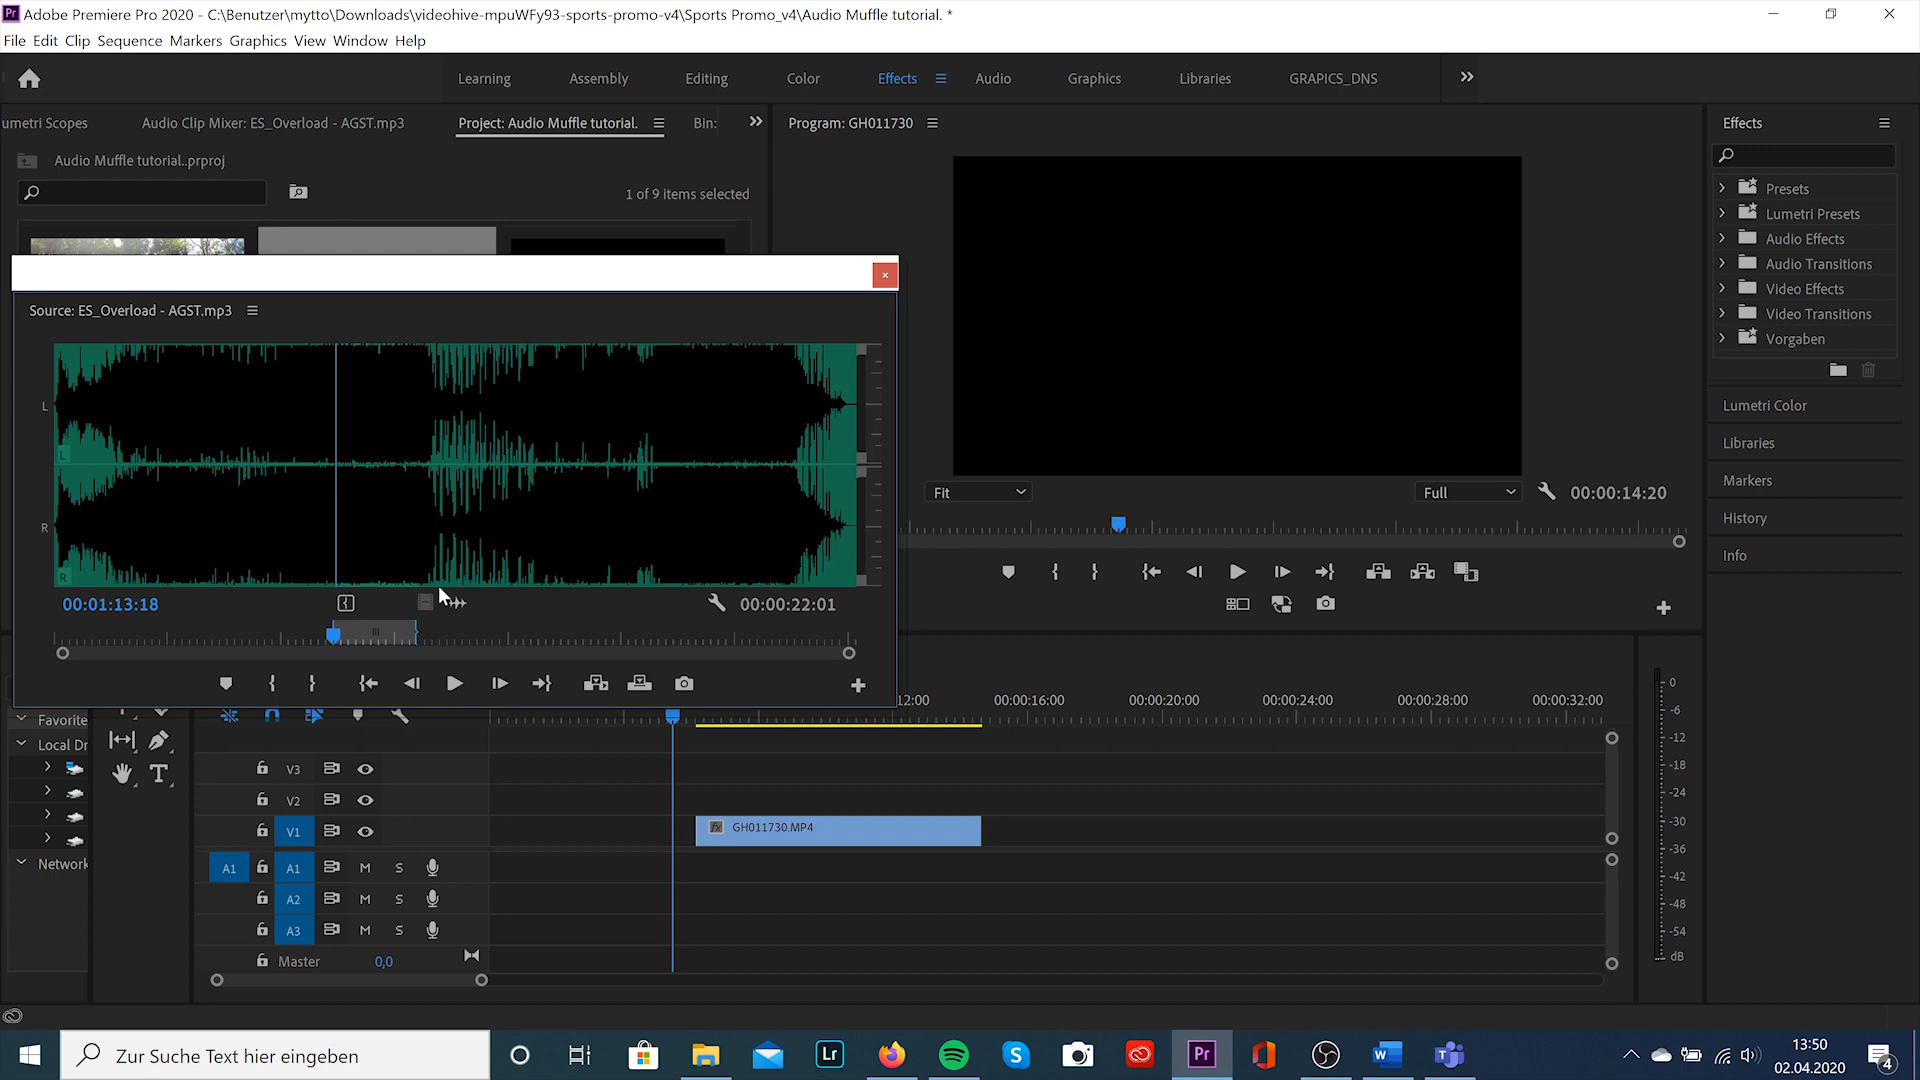 Adobe Premiere Pro 2020 - C:\Benutzer\mytto\Downloads\videohive-mpuWFy93-sports-promo-v4\Sports Promo_v4\Audio Muffle tutorial. *
File Edit Clip Sequence Markers Graphics View Window Help
Learning Assembly Editing Color Effects Audio Graphics Libraries GRAPICS_DNS
umetri Scopes Audio Clip Mixer: ES_Overload - AGST.mp3 Project: Audio Muffle tutorial. Bin:
Program: GH011730
Effects
Audio Muffle tutorial..prproj
1 of 9 items selected
Presets
Lumetri Presets
Audio Effects
Audio Transitions
Video Effects
Video Transitions
Vorgaben
Lumetri Color
Libraries
Markers
History
Info
Source: ES_Overload - AGST.mp3
L
L
R
R
00:01:13:18 00:00:22:01
Fit Full 00:00:14:20
12:00 00:00:16:00 00:00:20:00 00:00:24:00 00:00:28:00 00:00:32:00
Favorite
Local Dr
Network
V3
V2
V1 GH011730.MP4
A1 A1 M S
A2 M S
A3 M S
Master 0,0
0
-6
-12
-18
-24
-30
-36
-42
-48
-54
dB
Zur Suche Text hier eingeben
Lr
Pr
13:50
02.04.2020
4